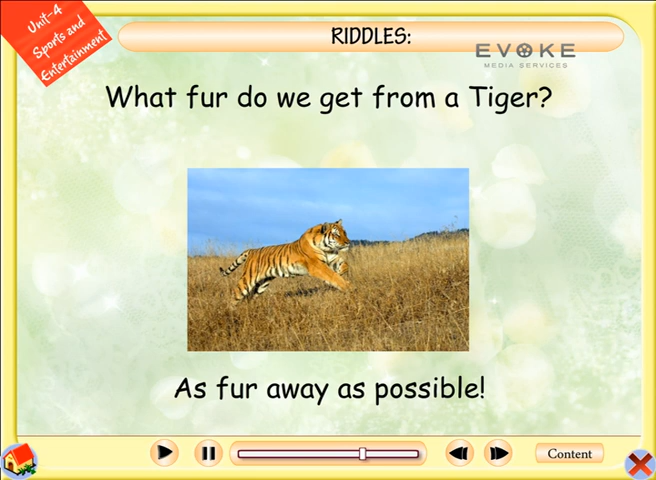 Unit-4
Sports and
Entertainment
RIDDLES:
EVOKE
MEDIA SERVICES
What fur do we get from a Tiger?
As fur away as possible!
Content